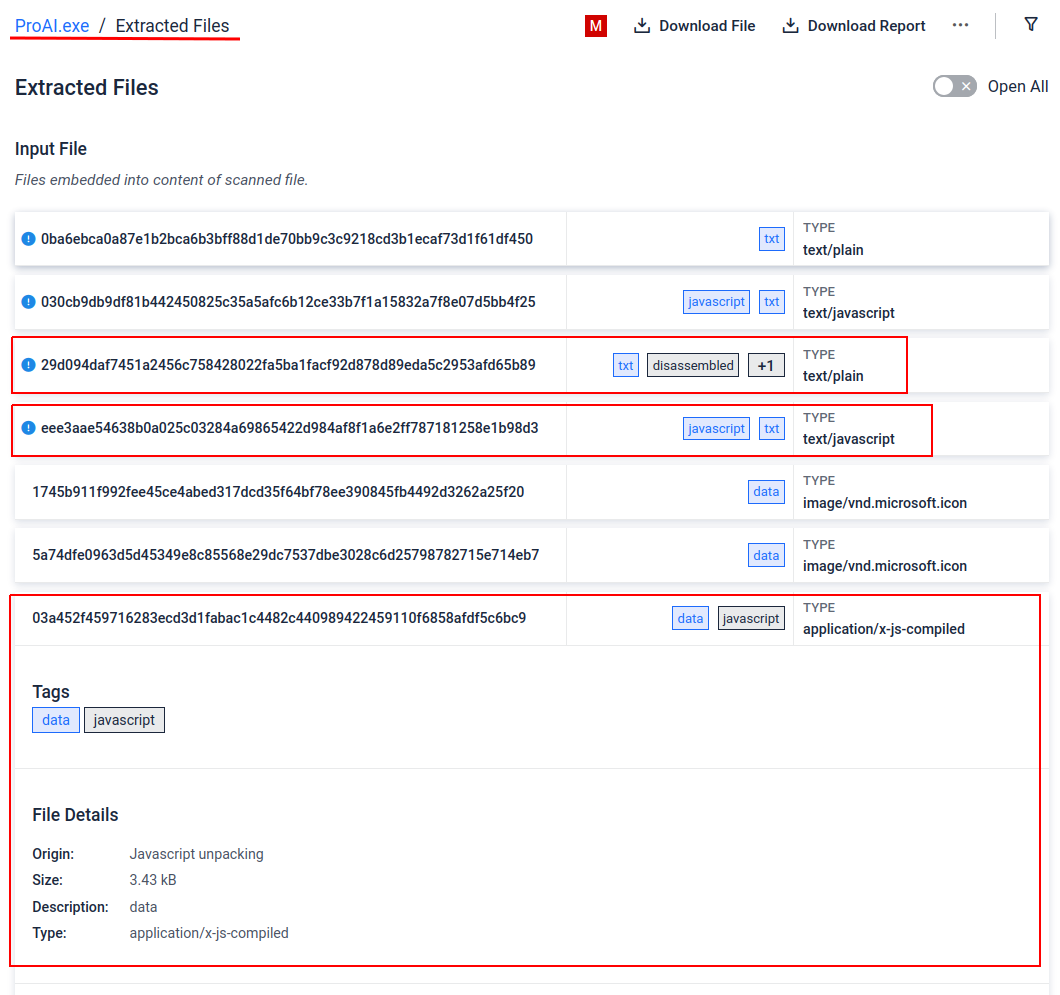 ProAI.exe / Extracted Files
M
Download File
Download Report
Extracted Files
Open All
Input File
Files embedded into content of scanned file.
0ba6ebca0a87e1b2bca6b3bff88d1de70bb9c3c9218cd3b1ecaf73d1f61df450
txt
TYPE
text/plain
030cb9db9df81b442450825c35a5afc6b12ce33b7f1a15832a7f8e07d5bb4f25
javascript txt
TYPE
text/javascript
29d094daf7451a2456c758428022fa5ba1facf92d878d89eda5c2953afd65b89
txt disassembled +1
TYPE
text/plain
eee3aae54638b0a025c03284a69865422d984af8f1a6e2ff787181258e1b98d3
javascript txt
TYPE
text/javascript
1745b911f992fee45ce4abed317dcd35f64bf78ee390845fb4492d3262a25f20
data
TYPE
image/vnd.microsoft.icon
5a74dfe0963d5d45349e8c85568e29dc7537dbe3028c6d25798782715e714eb7
data
TYPE
image/vnd.microsoft.icon
03a452f459716283ecd3d1fabac1c4482c440989422459110f6858afdf5c6bc9
data javascript
TYPE
application/x-js-compiled
Tags
data javascript
File Details
Origin: Javascript unpacking
Size: 3.43 kB
Description: data
Type: application/x-js-compiled